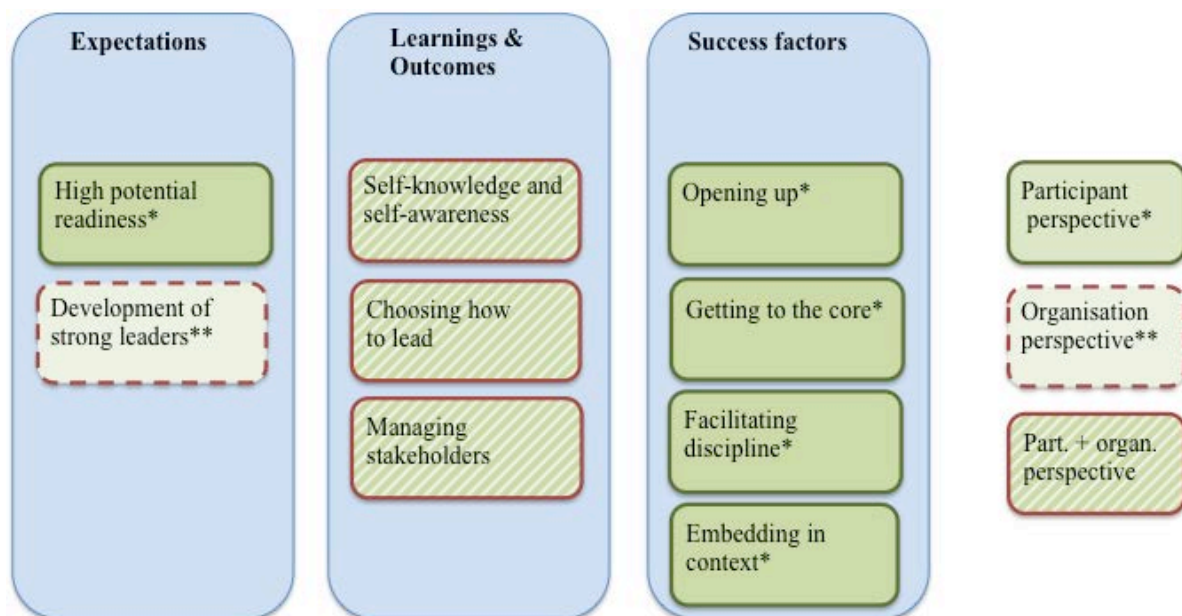 Expectations
High potential
readiness*
Development of
strong leaders**
Learnings &
Outcomes
Self-knowledge and
self-awareness
Choosing how
to lead
Managing
stakeholders
Success factors
Opening up*
Getting to the core*
Facilitating
discipline*
Embedding in
context*
Participant
perspective*
Organisation
perspective**
Part. + organ.
perspective